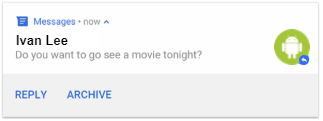 Messages • now
Ivan Lee
Do you want to go see a movie tonight?
REPLY ARCHIVE